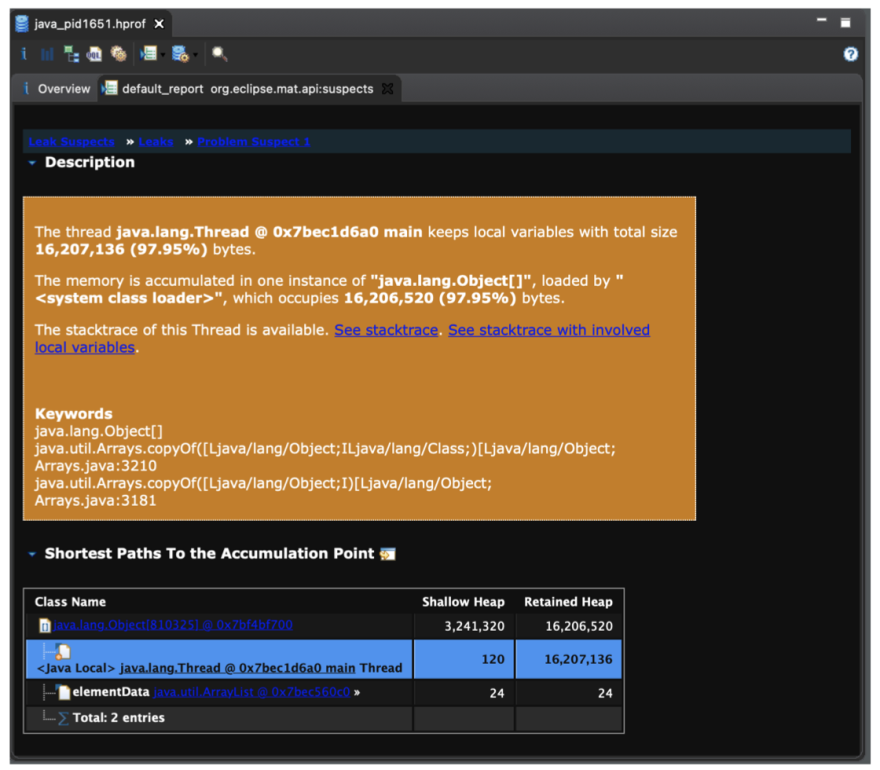 java_pid1651.hprof
Overview default_report org.eclipse.mat.api:suspects
Leak Suspects » Leaks » Problem Suspect 1
Description
The thread java.lang.Thread @ 0x7bec1d6a0 main keeps local variables with total size
16,207,136 (97.95%) bytes.
The memory is accumulated in one instance of "java.lang.Object[]", loaded by "
<system class loader>", which occupies 16,206,520 (97.95%) bytes.
The stacktrace of this Thread is available. See stacktrace. See stacktrace with involved
local variables.
Keywords
java.lang.Object[]
java.util.Arrays.copyOf([Ljava/lang/Object;ILjava/lang/Class;)[Ljava/lang/Object;
Arrays.java:3210
java.util.Arrays.copyOf([Ljava/lang/Object;I)[Ljava/lang/Object;
Arrays.java:3181
Shortest Paths To the Accumulation Point
Class Name Shallow Heap Retained Heap
java.lang.Object[810325] @ 0x7bf4bf700 3,241,320 16,206,520
<Java Local> java.lang.Thread @ 0x7bec1d6a0 main Thread 120 16,207,136
elementData java.util.ArrayList @ 0x7bec560c0 » 24 24
Total: 2 entries